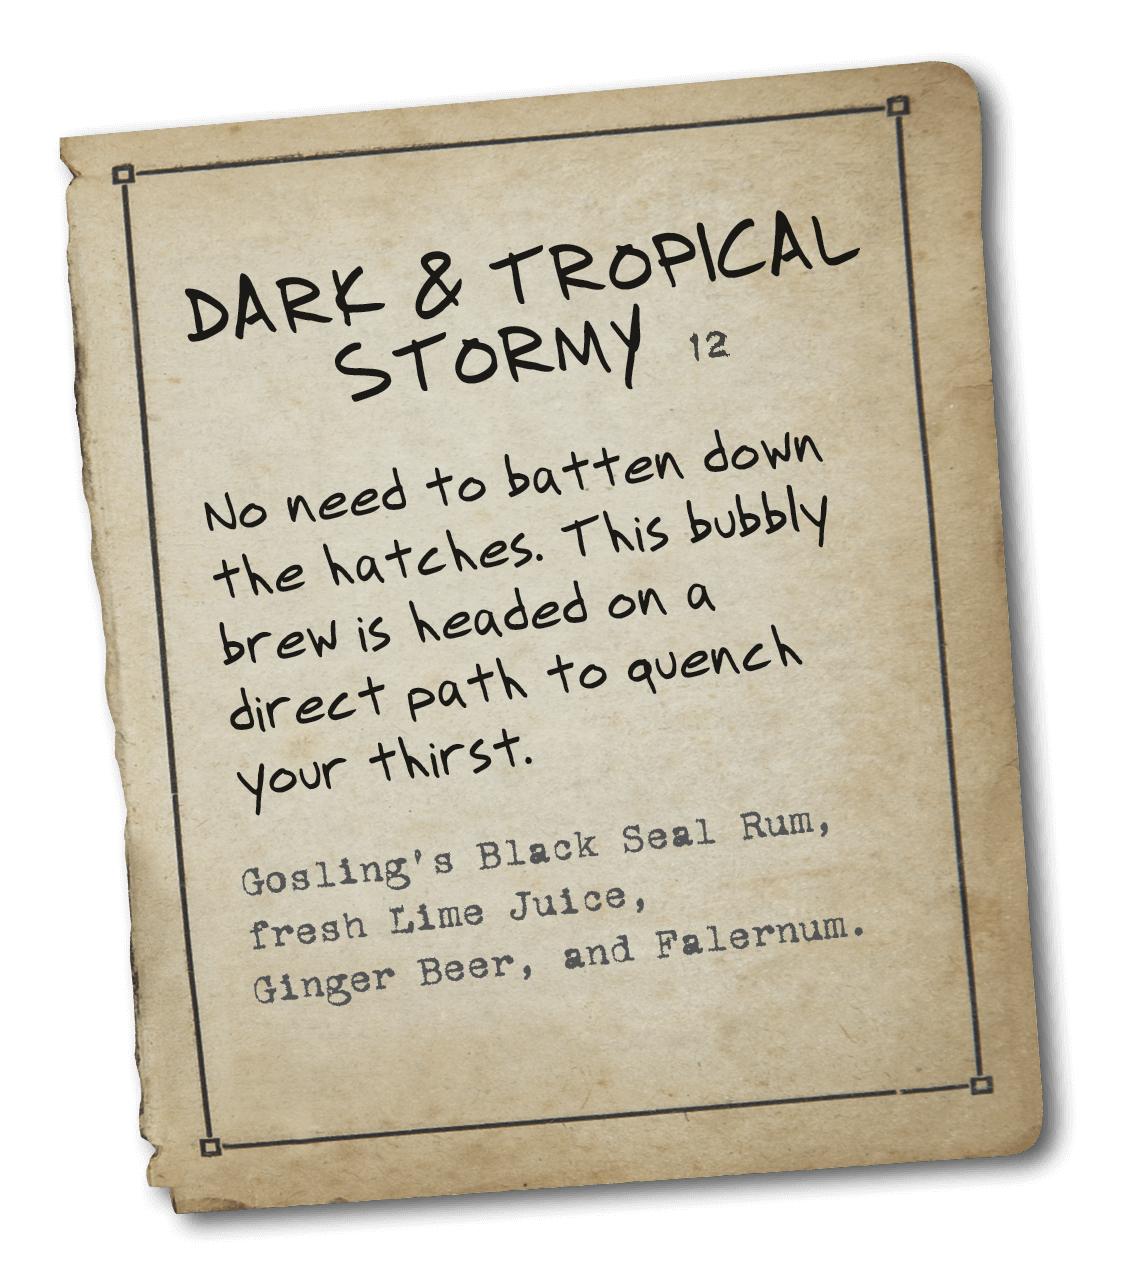 DARK & TROPICAL
STORMY 12
No need to batten down
the hatches. This bubbly
brew is headed on a
direct path to quench
your thirst.
Gosling's Black Seal Rum,
fresh Lime Juice,
Ginger Beer, and Falernum.